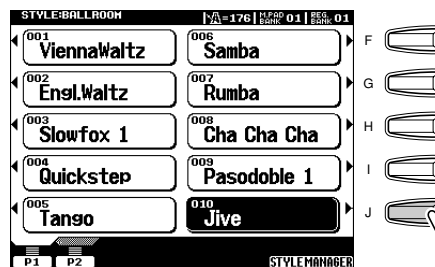 STYLE:BALLROOM =176 M.PAD BANK 01 REG. BANK 01
001 ViennaWaltz
006 Samba
F
002 Engl.Waltz
007 Rumba
G
003 Slowfox 1
008 Cha Cha Cha
H
004 Quickstep
009 Pasodoble 1
I
005 Tango
010 Jive
J
P1 P2 STYLE MANAGER